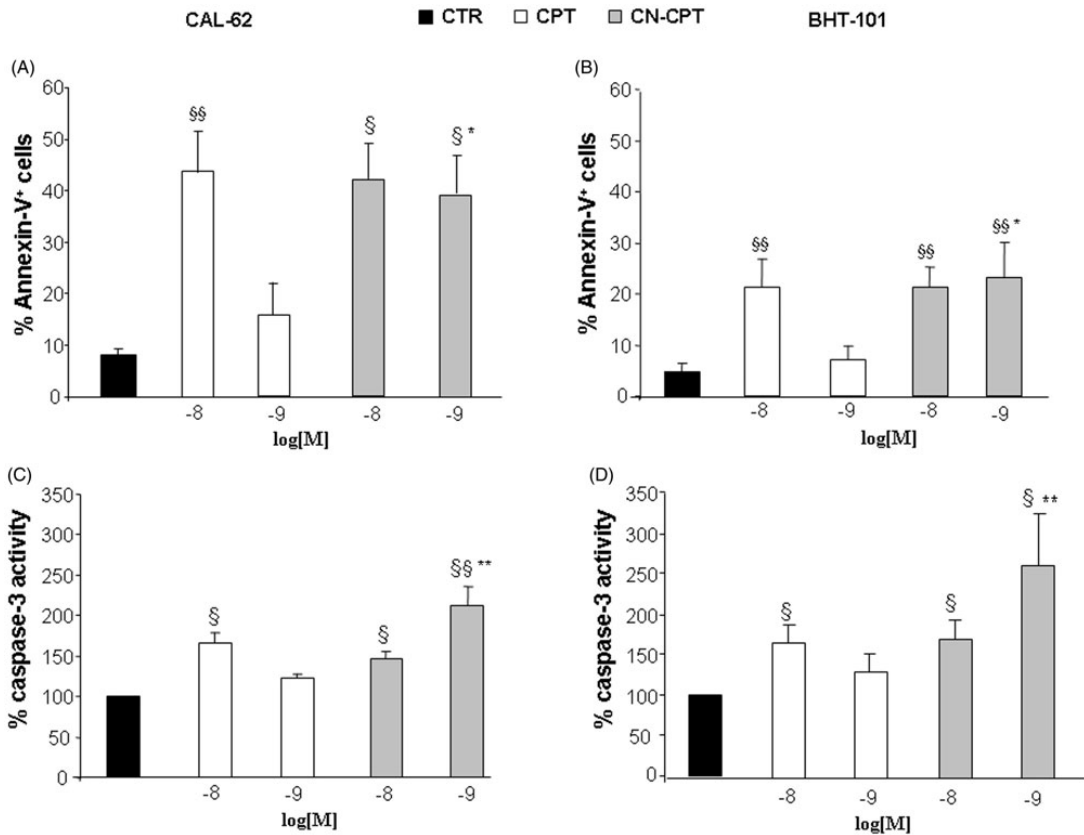 CAL-62
CTR CPT CN-CPT
BHT-101
(A)
% Annexin-V⁺ cells
60
50
40
30
20
10
0
§§
§
§ *
-8 -9 -8 -9
log[M]
(B)
% Annexin-V⁺ cells
60
50
40
30
20
10
0
§§
§§
§§ *
-8 -9 -8 -9
log[M]
(C)
% caspase-3 activity
350
300
250
200
150
100
50
0
§
§
§§ **
-8 -9 -8 -9
log[M]
(D)
% caspase-3 activity
350
300
250
200
150
100
50
0
§
§
§ **
-8 -9 -8 -9
log[M]